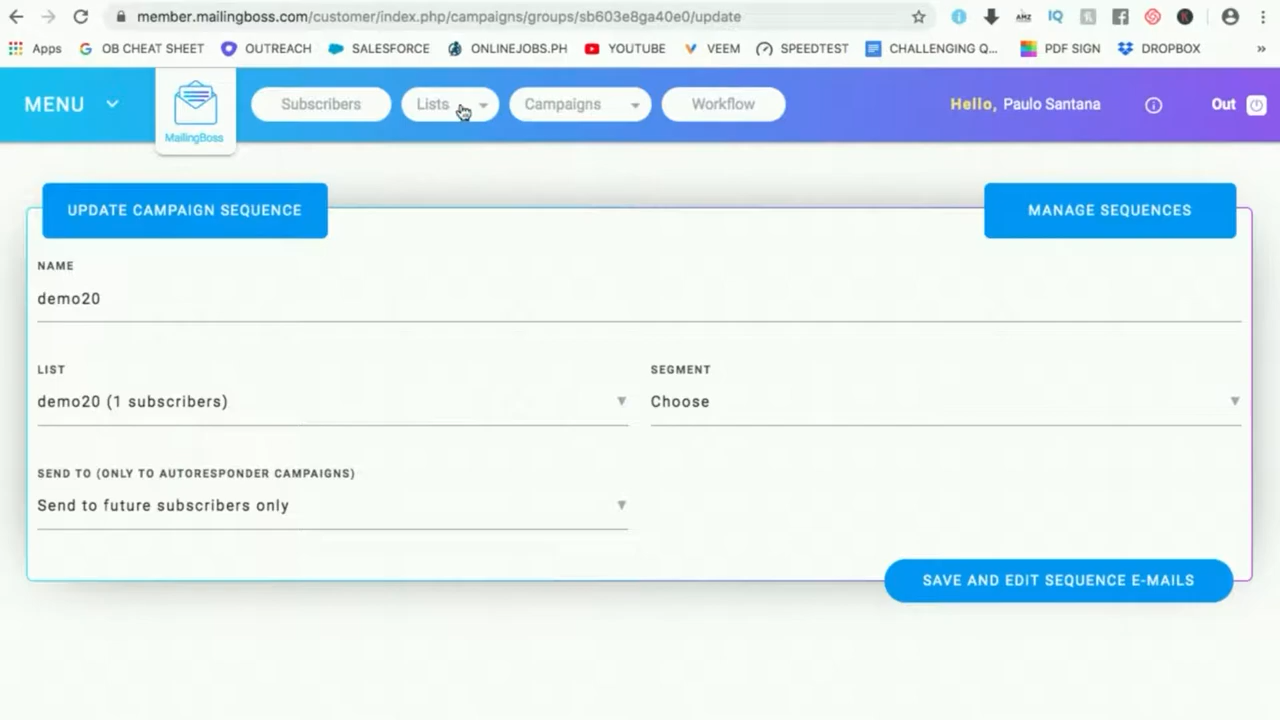 member.mailingboss.com/customer/index.php/campaigns/groups/sb603e8ga40e0/update
Apps OB CHEAT SHEET OUTREACH SALESFORCE ONLINEJOBS.PH YOUTUBE VEEM SPEEDTEST CHALLENGING Q... PDF SIGN DROPBOX »
MENU MailingBoss Subscribers Lists Campaigns Workflow Hello, Paulo Santana Out
UPDATE CAMPAIGN SEQUENCE MANAGE SEQUENCES
NAME
demo20
LIST SEGMENT
demo20 (1 subscribers) Choose
SEND TO (ONLY TO AUTORESPONDER CAMPAIGNS)
Send to future subscribers only
SAVE AND EDIT SEQUENCE E-MAILS